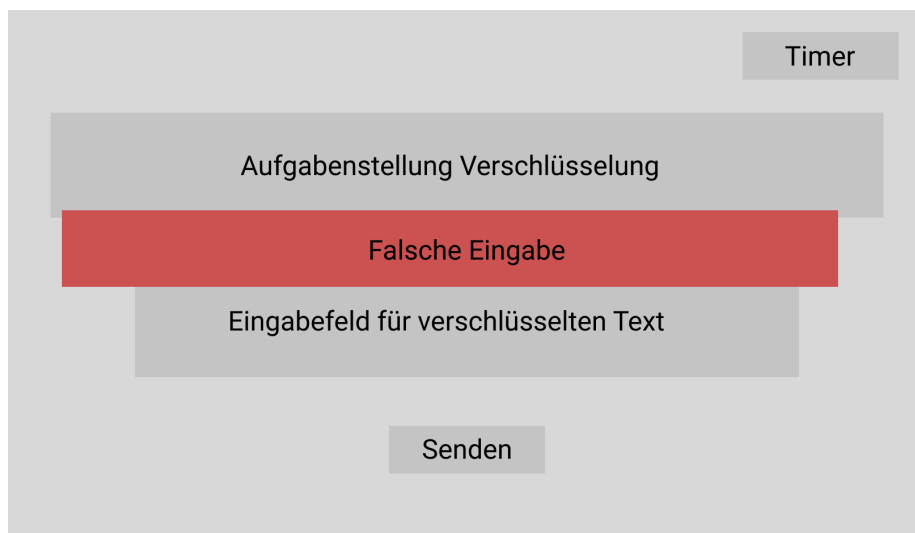 Timer
Aufgabenstellung Verschlüsselung
Falsche Eingabe
Eingabefeld für verschlüsselten Text
Senden